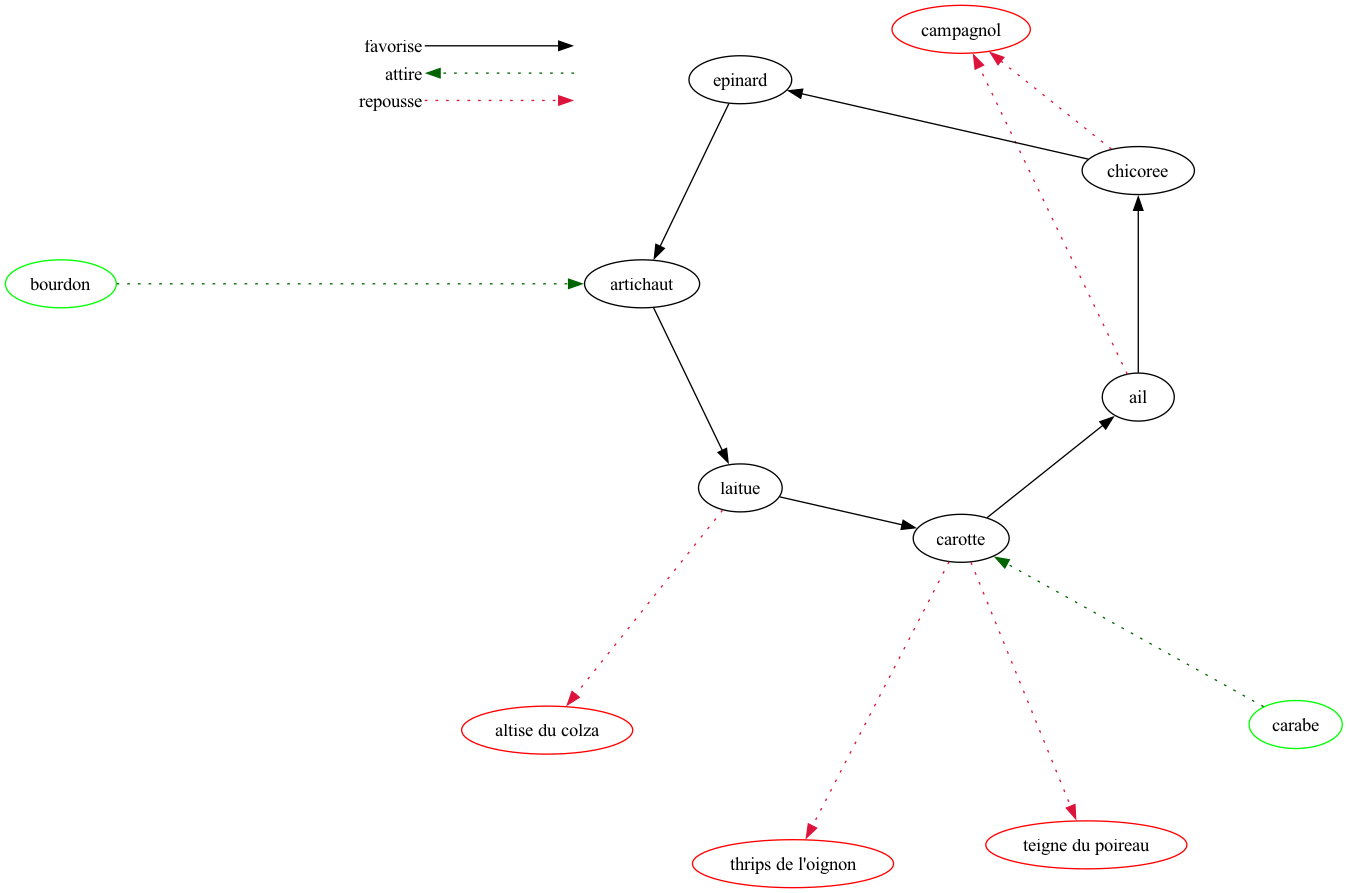 campagnol
favorise
attire
epinard
repousse
chicoree
bourdon
artichaut
ail
laitue
carotte
altise du colza
carabe
teigne du poireau
thrips de l'oignon